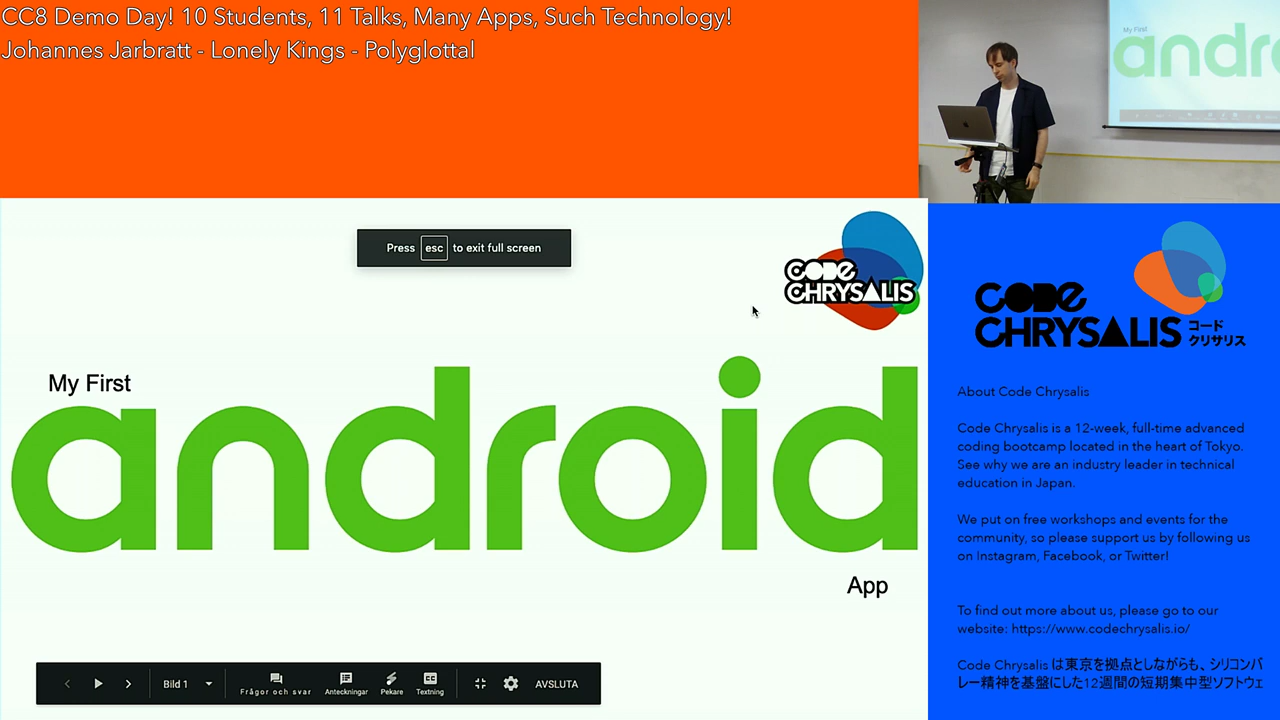 CC8 Demo Day! 10 Students, 11 Talks, Many Apps, Such Technology!
Johannes Jarbratt - Lonely Kings - Polyglottal
My First
andro
Press esc to exit full screen
CODE
CHRYSALIS
My First
android
App
Bild 1
Frågor och svar
Anteckningar
Pekare
CC
Textning
AVSLUTA
CODE
CHRYSALIS
コード
クリサリス
About Code Chrysalis
Code Chrysalis is a 12-week, full-time advanced
coding bootcamp located in the heart of Tokyo.
See why we are an industry leader in technical
education in Japan.
We put on free workshops and events for the
community, so please support us by following us
on Instagram, Facebook, or Twitter!
To find out more about us, please go to our
website: https://www.codechrysalis.io/
Code Chrysalis は東京を拠点としながらも、シリコンバ
レー精神を基盤にした12週間の短期集中型ソフトウェ